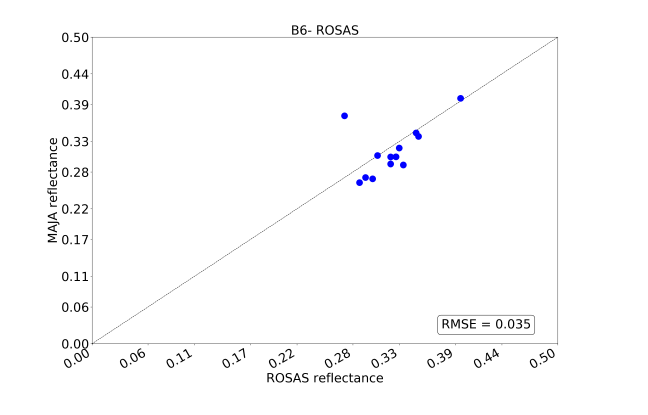 B6- ROSAS
0.50
0.44
0.39
0.33
0.28
0.22
0.17
0.11
0.06
0.00
MAJA reflectance
RMSE = 0.035
0.00 0.06 0.11 0.17 0.22 0.28 0.33 0.39 0.44 0.50
ROSAS reflectance